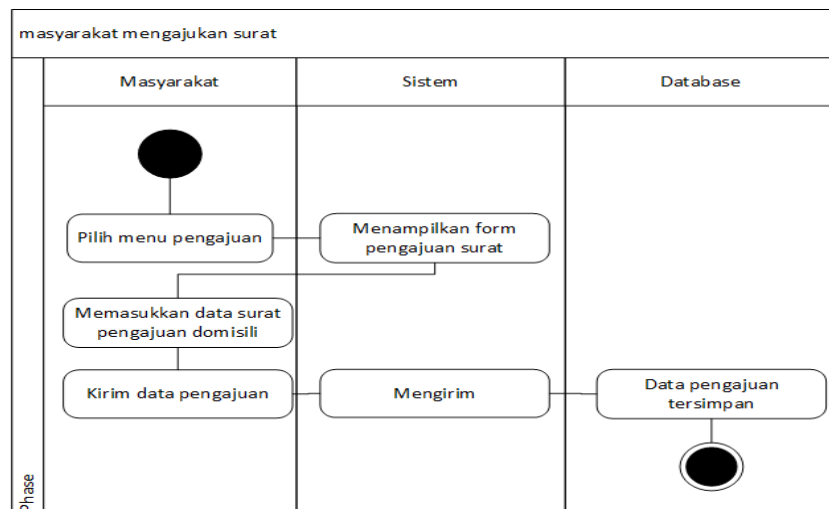 masyarakat mengajukan surat
Masyarakat
Sistem
Database
Pilih menu pengajuan
Menampilkan form
pengajuan surat
Memasukkan data surat
pengajuan domisili
Kirim data pengajuan
Mengirim
Data pengajuan
tersimpan
Phase